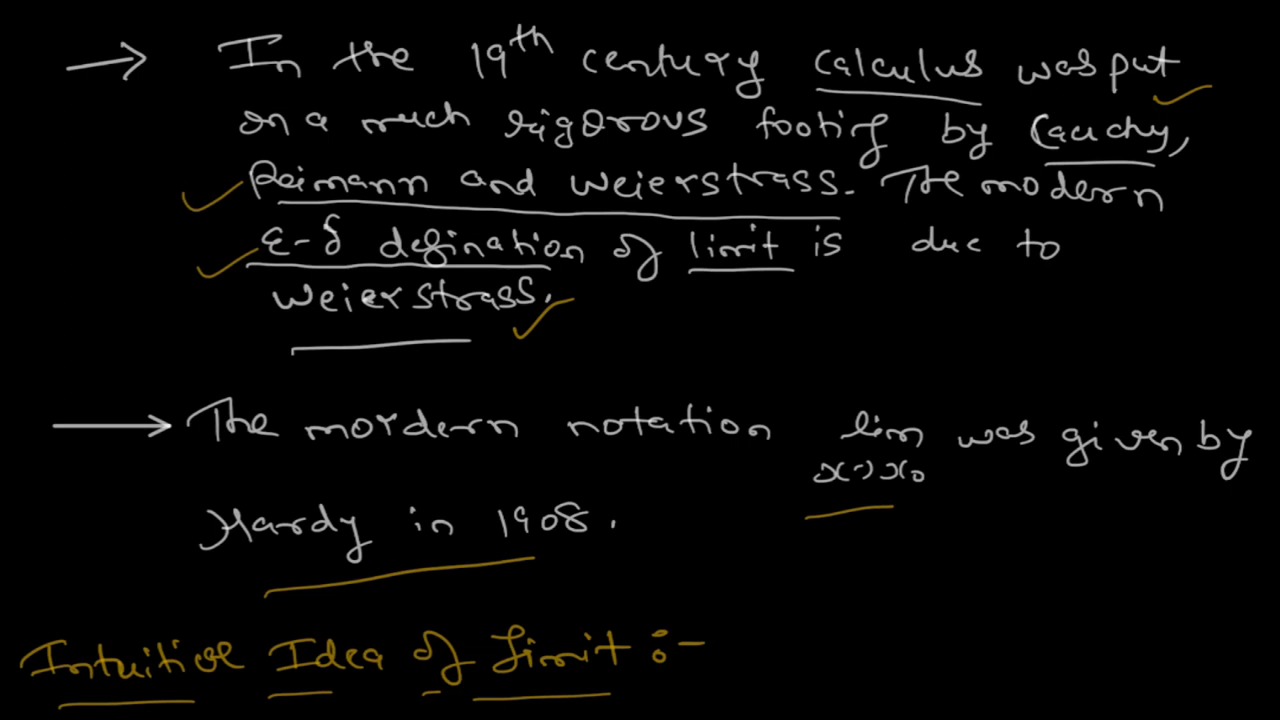 → In the 19th century calculus was put
on a much rigorous footing by Cauchy,
Reimann and Weierstrass. The modern
ε-δ defination of limit is due to
Weierstrass.
→ The mordern notation lim was given by
x→x₀
Hardy in 1908.
Intuitive Idea of limit :-